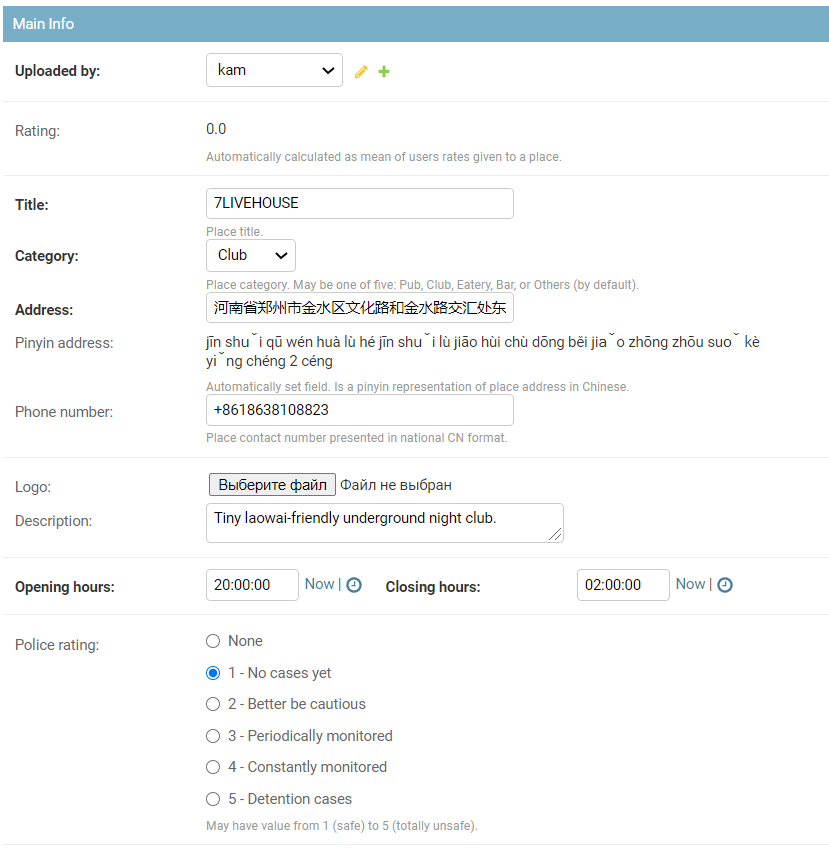 Main Info
Uploaded by:
kam
Rating:
0.0
Automatically calculated as mean of users rates given to a place.
Title:
7LIVEHOUSE
Place title.
Category:
Club
Place category. May be one of five: Pub, Club, Eatery, Bar, or Others (by default).
Address:
河南省郑州市金水区文化路和金水路交汇处东
Pinyin address:
jīn shuˇi qū wén huà lù hé jīn shuˇi lù jiāo hùi chù dōng běi jiaˇo zhōng zhōu suoˇ kè
yiˇng chéng 2 céng
Automatically set field. Is a pinyin representation of place address in Chinese.
Phone number:
+8618638108823
Place contact number presented in national CN format.
Logo:
Выберите файл Файл не выбран
Description:
Tiny laowai-friendly underground night club.
Opening hours:
20:00:00
Now |
Closing hours:
02:00:00
Now |
Police rating:
None
1 - No cases yet
2 - Better be cautious
3 - Periodically monitored
4 - Constantly monitored
5 - Detention cases
May have value from 1 (safe) to 5 (totally unsafe).